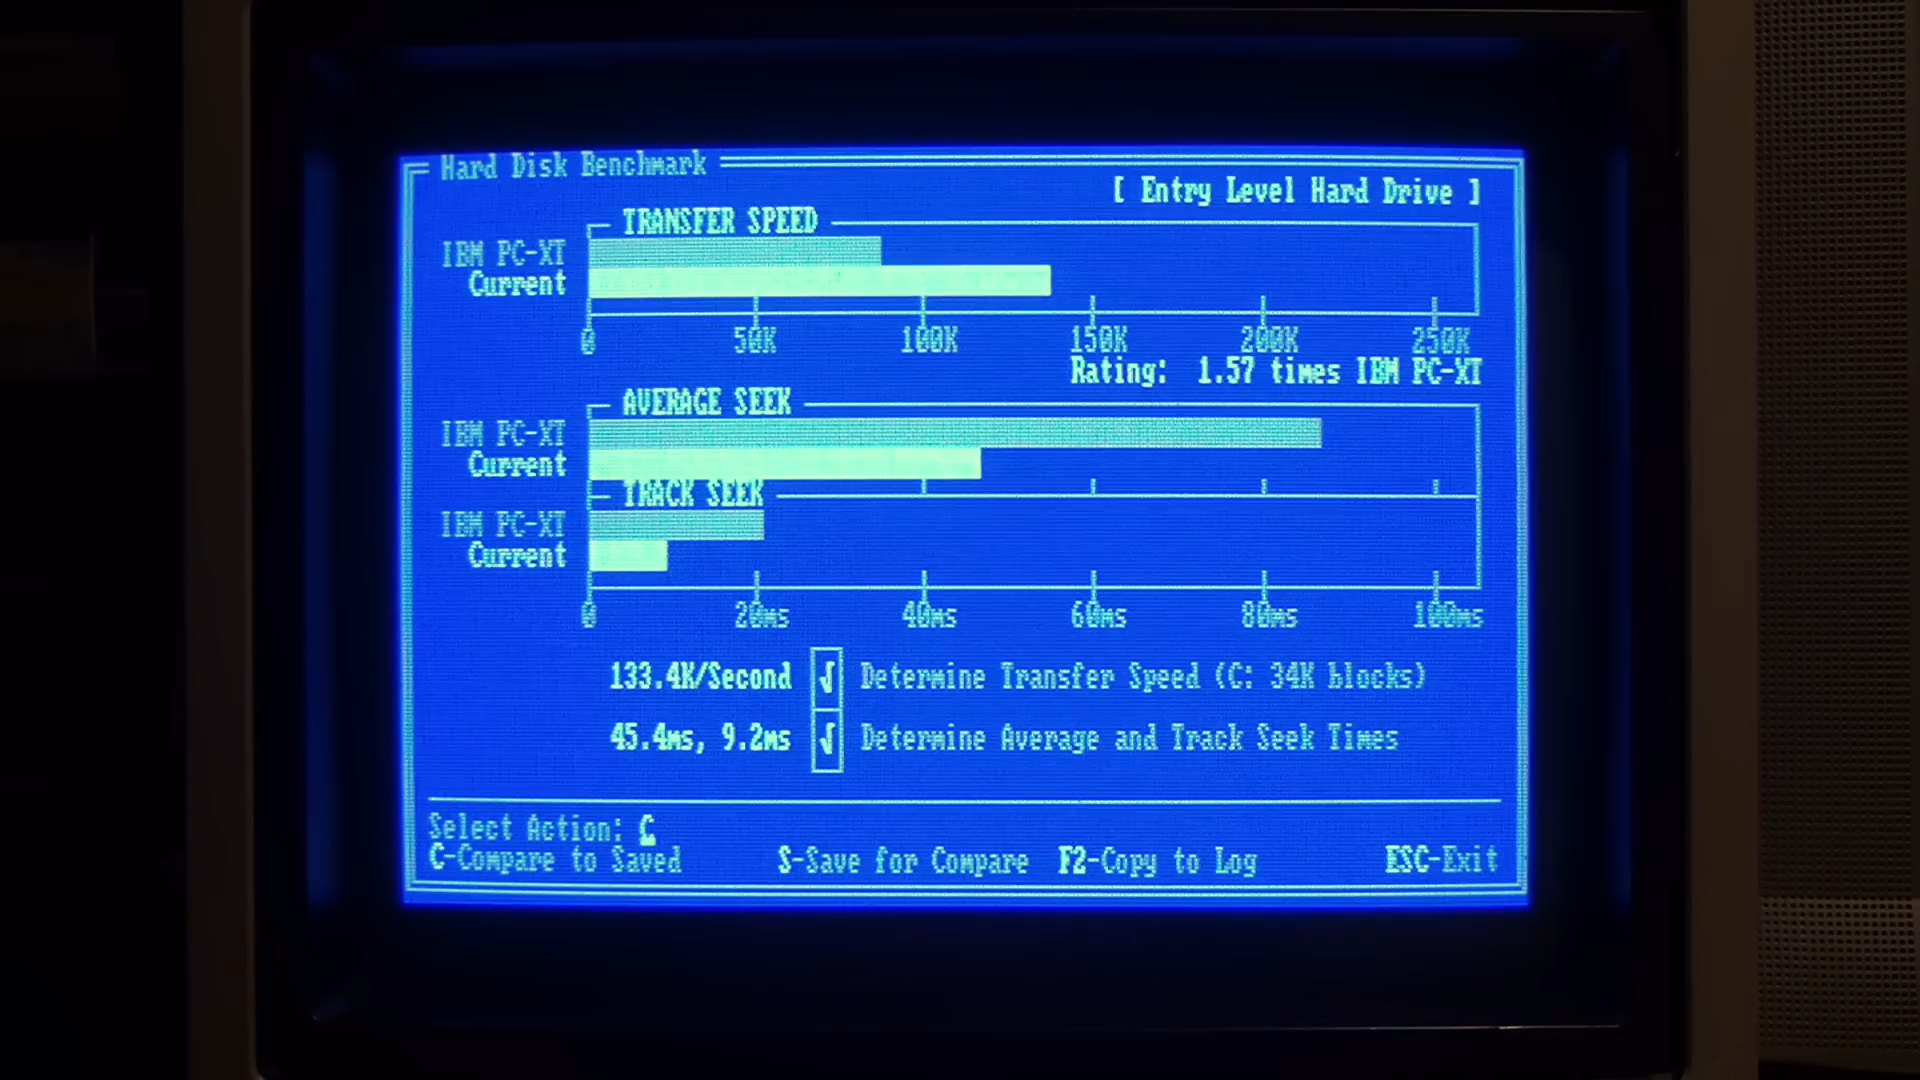 Hard Disk Benchmark
[ Entry Level Hard Drive ]
TRANSFER SPEED
IBM PC-XT
Current
0 50K 100K 150K 200K 250K
Rating: 1.57 times IBM PC-XT
AVERAGE SEEK
IBM PC-XT
Current
TRACK SEEK
IBM PC-XT
Current
0 20ms 40ms 60ms 80ms 100ms
133.4K/Second √ Determine Transfer Speed (C: 34K blocks)
45.4ms, 9.2ms √ Determine Average and Track Seek Times
Select Action: C
C-Compare to Saved S-Save for Compare F2-Copy to Log ESC-Exit